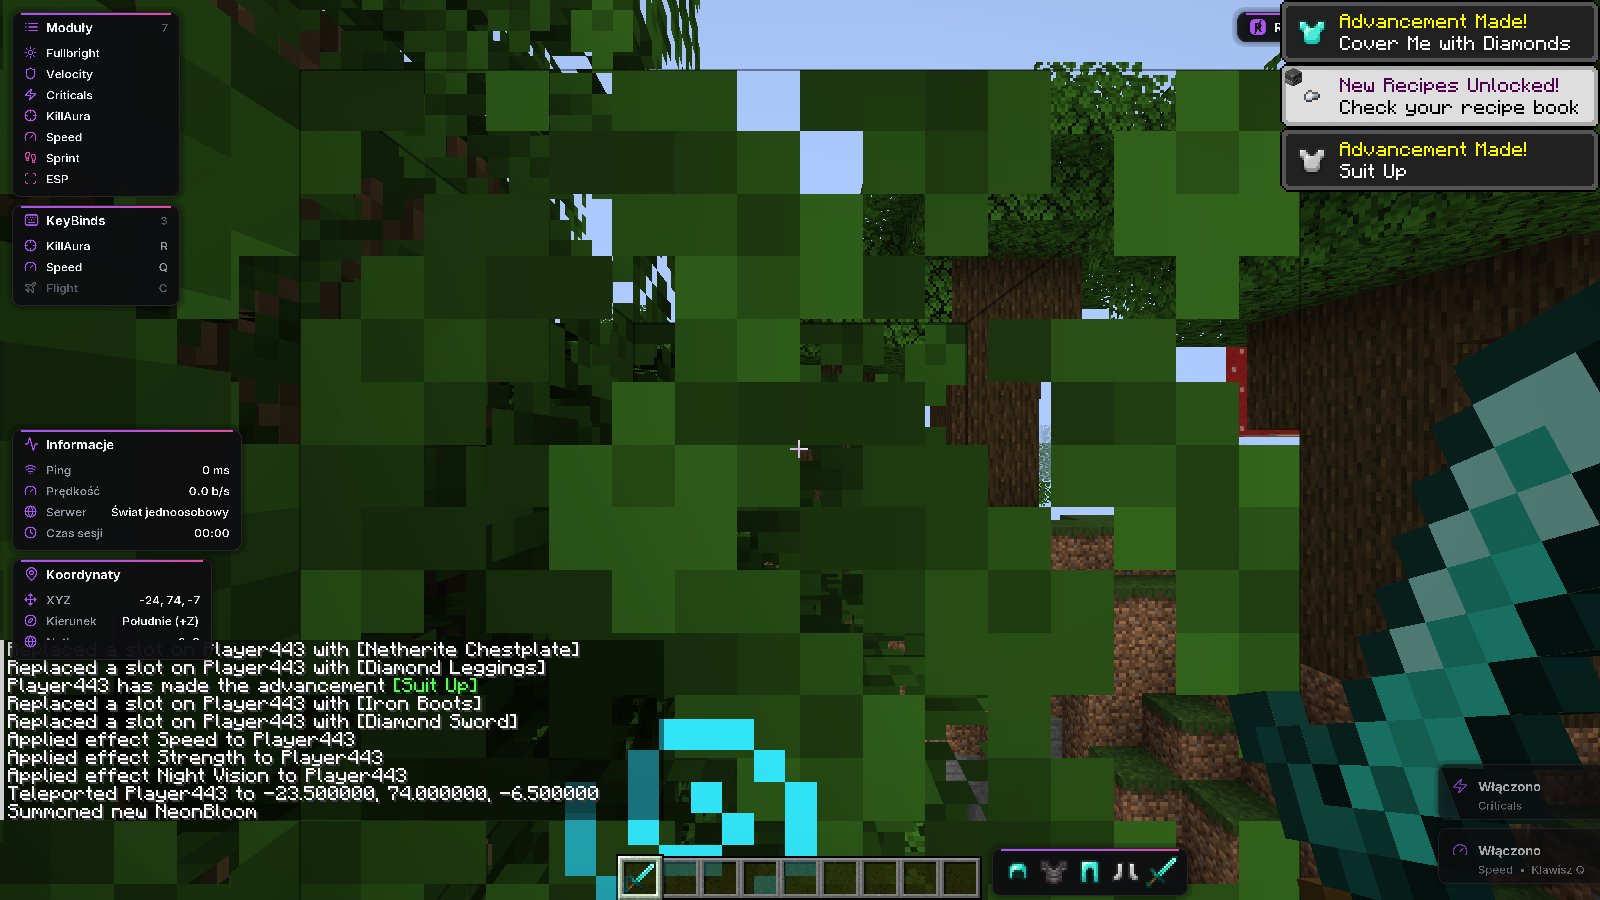 Moduły 7
Fullbright
Velocity
Criticals
KillAura
Speed
Sprint
ESP
KeyBinds 3
KillAura R
Speed Q
Flight C
Informacje
Ping 0 ms
Prędkość 0.0 b/s
Serwer Świat jednoosobowy
Czas sesji 00:00
Koordynaty
XYZ -24, 74, -7
Kierunek Południe (+Z)
Replaced a slot on Player443 with [Netherite Chestplate]
Replaced a slot on Player443 with [Diamond Leggings]
Player443 has made the advancement [Suit Up]
Replaced a slot on Player443 with [Iron Boots]
Replaced a slot on Player443 with [Diamond Sword]
Applied effect Speed to Player443
Applied effect Strength to Player443
Applied effect Night Vision to Player443
Teleported Player443 to -23.500000, 74.000000, -6.500000
Summoned new NeonBloom
Advancement Made!
Cover Me with Diamonds
New Recipes Unlocked!
Check your recipe book
Advancement Made!
Suit Up
Włączono
Criticals
Włączono
Speed • Klawisz Q